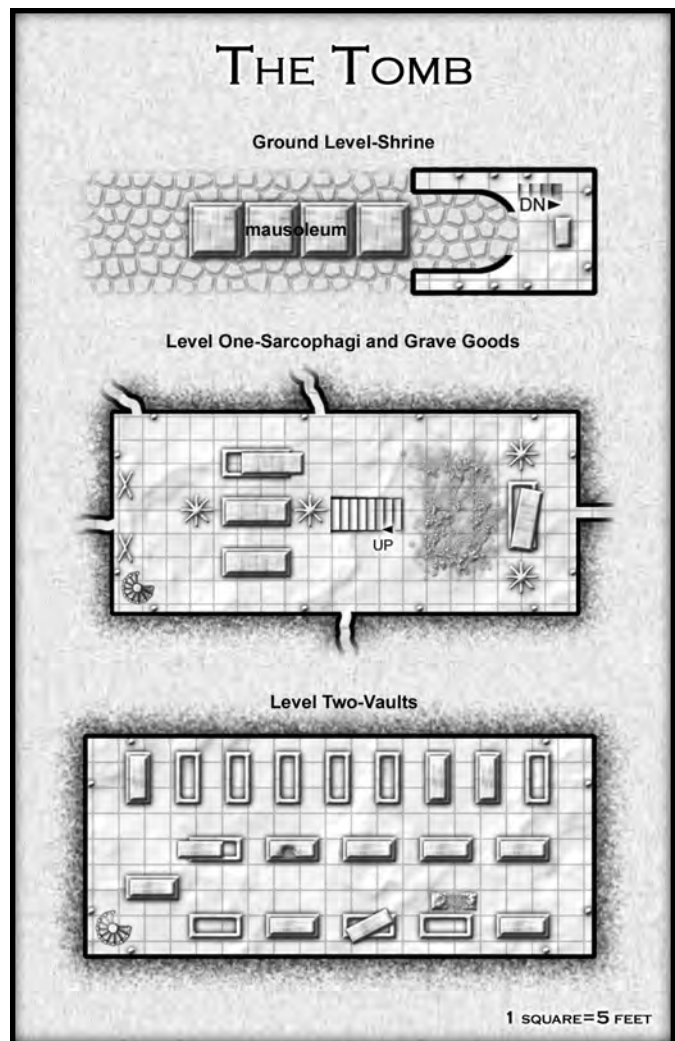 THE TOMB
Ground Level-Shrine
DN
mausoleum
Level One-Sarcophagi and Grave Goods
UP
Level Two-Vaults
1 SQUARE=5 FEET